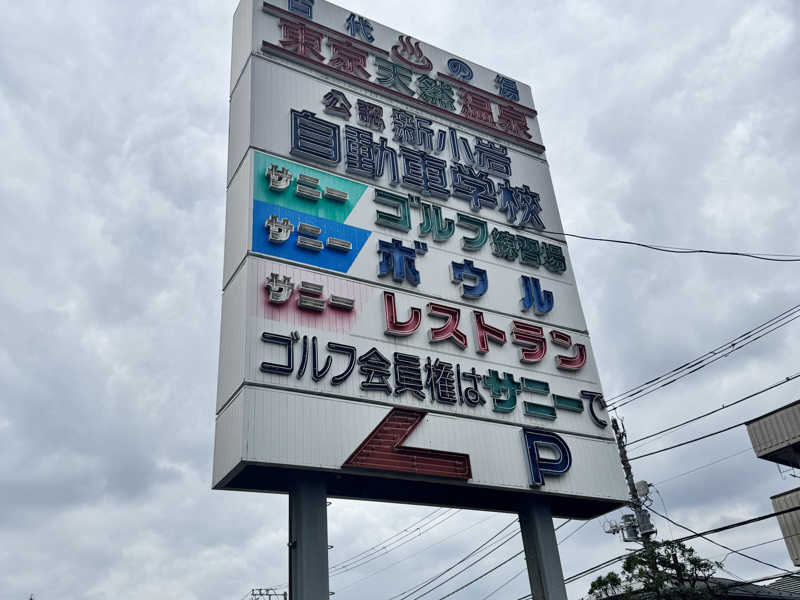 古代の湯
東京天然温泉
公認 新小岩
自動車学校
サニー ゴルフ練習場
サニー ボウル
サニー レストラン
ゴルフ会員権はサニーで
P